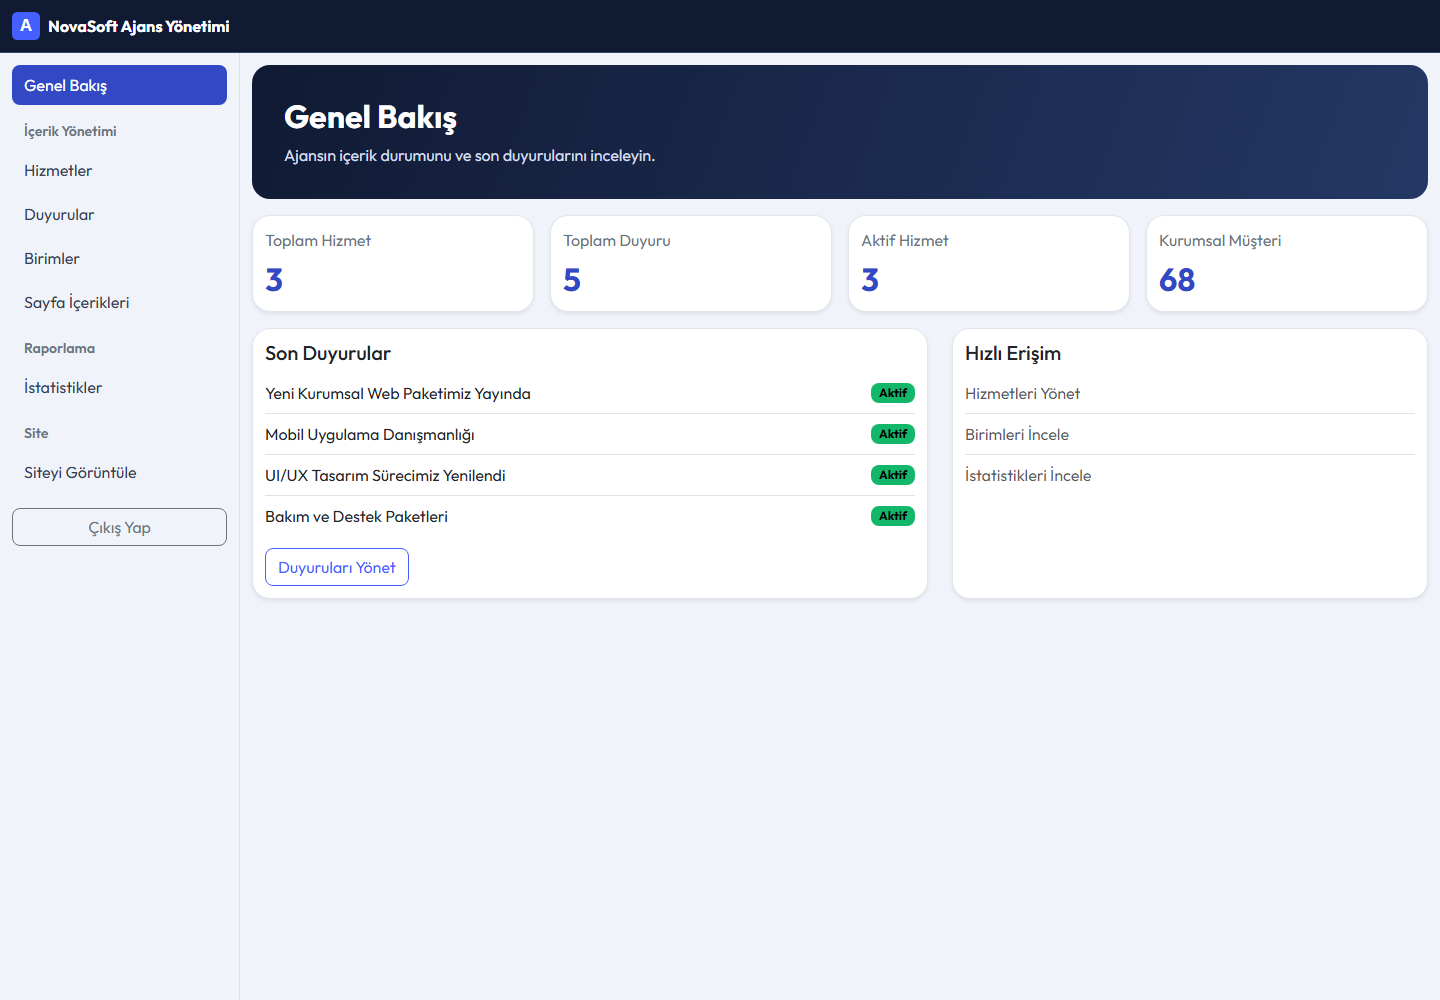 A NovaSoft Ajans Yönetimi
Genel Bakış
İçerik Yönetimi
Hizmetler
Duyurular
Birimler
Sayfa İçerikleri
Raporlama
İstatistikler
Site
Siteyi Görüntüle
Çıkış Yap
Genel Bakış
Ajansın içerik durumunu ve son duyurularını inceleyin.
Toplam Hizmet
3
Toplam Duyuru
5
Aktif Hizmet
3
Kurumsal Müşteri
68
Son Duyurular
Yeni Kurumsal Web Paketimiz Yayında Aktif
Mobil Uygulama Danışmanlığı Aktif
UI/UX Tasarım Sürecimiz Yenilendi Aktif
Bakım ve Destek Paketleri Aktif
Duyuruları Yönet
Hızlı Erişim
Hizmetleri Yönet
Birimleri İncele
İstatistikleri İncele